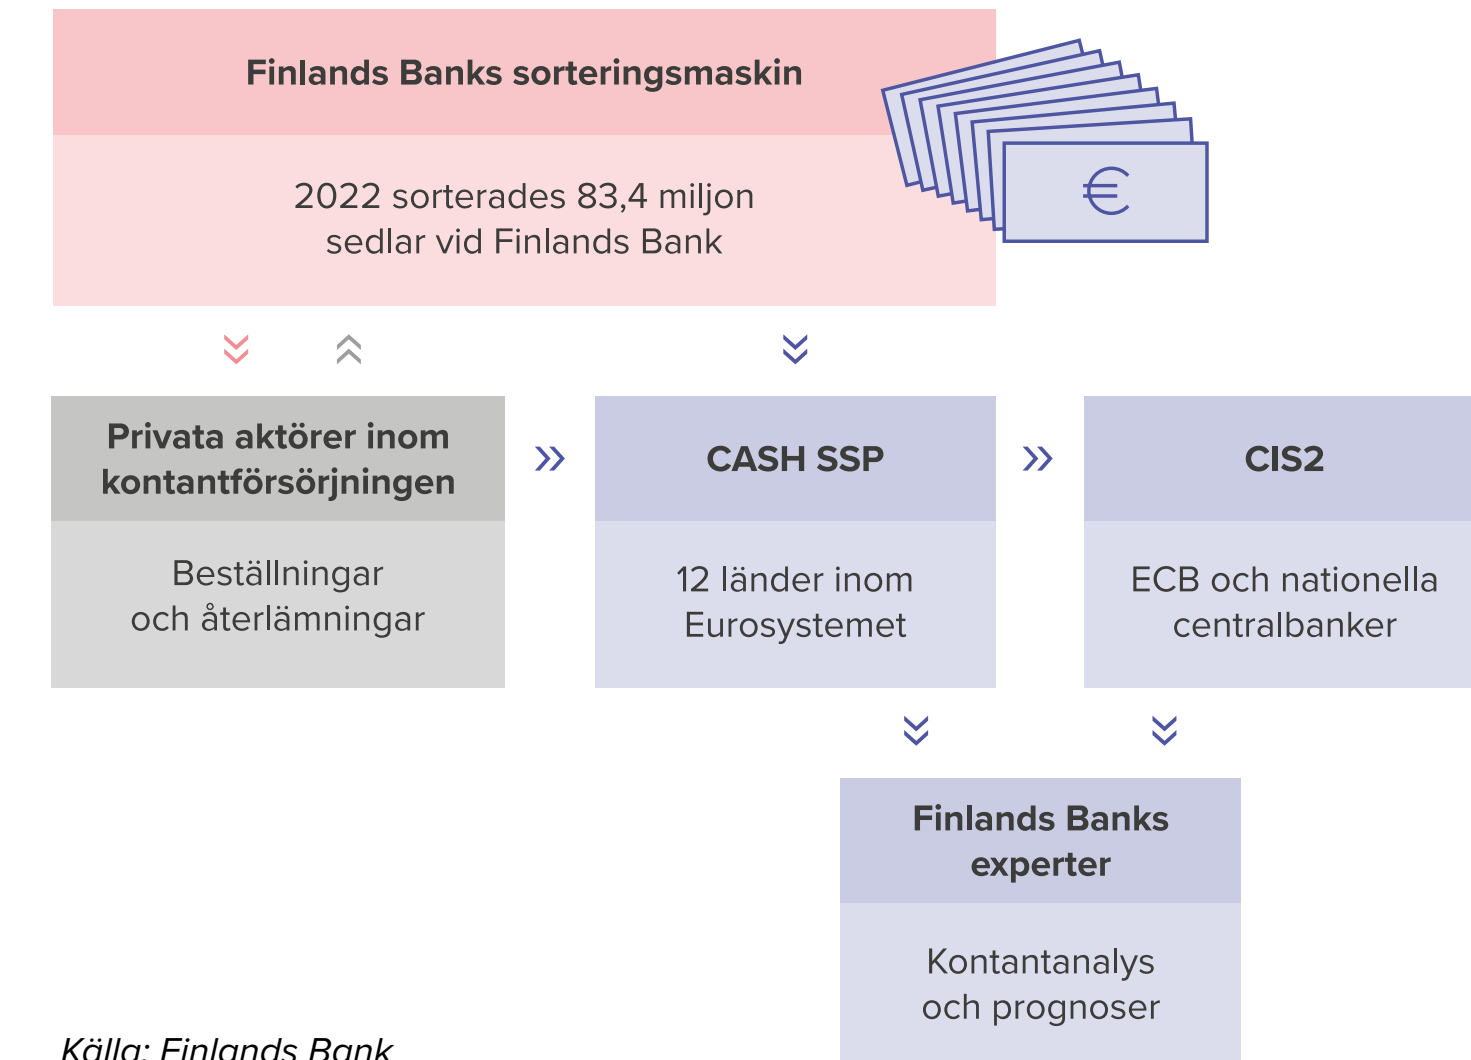 Finlands Banks sorteringsmaskin
2022 sorterades 83,4 miljon
sedlar vid Finlands Bank
€
Privata aktörer inom
kontantförsörjningen
Beställningar
och återlämningar
CASH SSP
12 länder inom
Eurosystemet
CIS2
ECB och nationella
centralbanker
Finlands Banks
experter
Kontantanalys
och prognoser
Källa: Finlands Bank